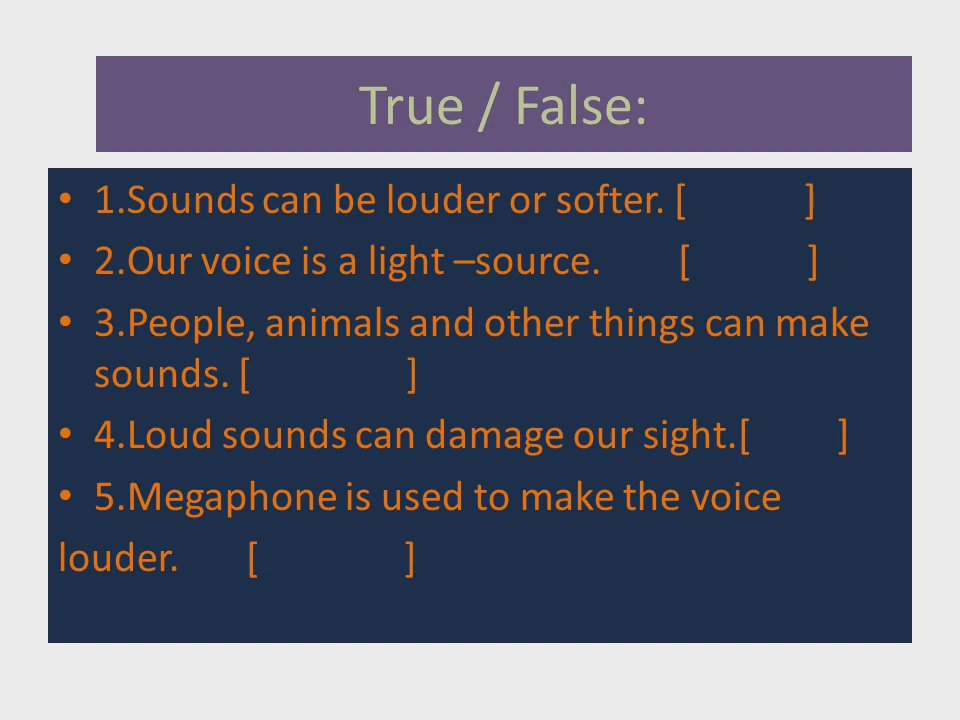 True / False:
• 1.Sounds can be louder or softer. [ ]
• 2.Our voice is a light –source. [ ]
• 3.People, animals and other things can make
sounds. [ ]
• 4.Loud sounds can damage our sight.[ ]
• 5.Megaphone is used to make the voice
louder. [ ]